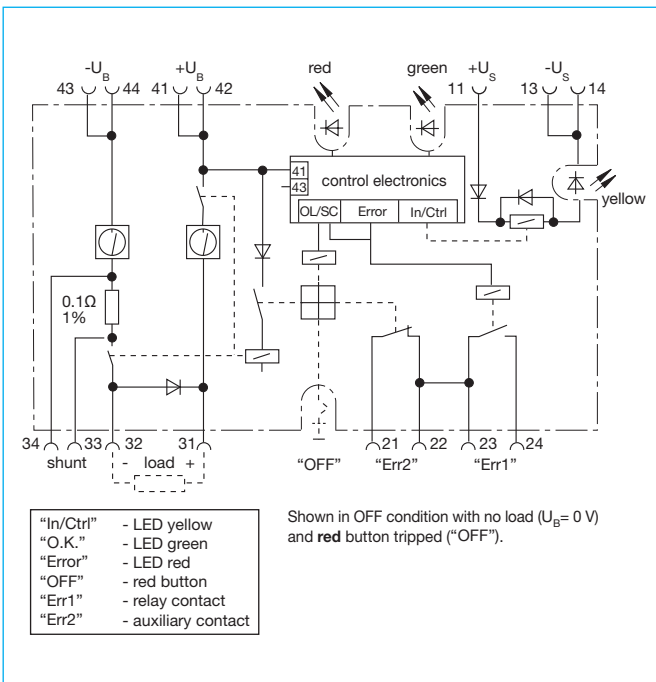 -UB +UB red green +US -US
43 44 41 42 11 13 14
41
43
control electronics
yellow
OL/SC Error In/Ctrl
0.1Ω
1%
34 33 32 31 21 22 23 24
shunt - load + "OFF" "Err2" "Err1"
"In/Ctrl" - LED yellow
"O.K." - LED green
"Error" - LED red
"OFF" - red button
"Err1" - relay contact
"Err2" - auxiliary contact
Shown in OFF condition with no load (UB= 0 V)
and red button tripped ("OFF").